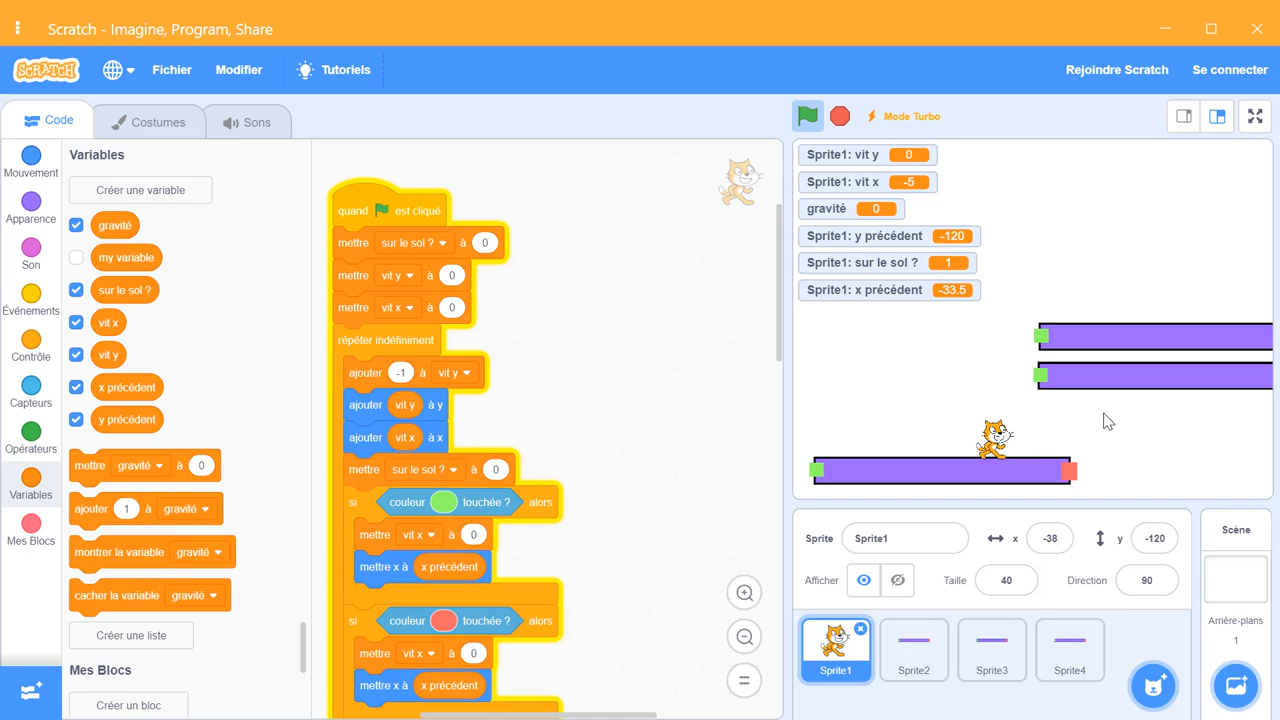 Scratch - Imagine, Program, Share
SCRATCH
Fichier
Modifier
Tutoriels
Rejoindre Scratch
Se connecter
Code
Costumes
Sons
Mode Turbo
Mouvement
Apparence
Son
Événements
Contrôle
Capteurs
Opérateurs
Variables
Mes Blocs
Variables
Créer une variable
gravité
my variable
sur le sol ?
vit x
vit y
x précédent
y précédent
mettre gravité à 0
ajouter 1 à gravité
montrer la variable gravité
cacher la variable gravité
Créer une liste
Mes Blocs
Créer un bloc
quand est cliqué
mettre sur le sol ? à 0
mettre vit y à 0
mettre vit x à 0
répéter indéfiniment
ajouter -1 à vit y
ajouter vit y à y
ajouter vit x à x
mettre sur le sol ? à 0
si couleur touchée ? alors
mettre vit x à 0
mettre x à x précédent
si couleur touchée ? alors
mettre vit x à 0
mettre x à x précédent
Sprite1: vit y 0
Sprite1: vit x -5
gravité 0
Sprite1: y précédent -120
Sprite1: sur le sol ? 1
Sprite1: x précédent -33.5
Sprite Sprite1 x -38 y -120
Afficher Taille 40 Direction 90
Sprite1
Sprite2
Sprite3
Sprite4
Scène
Arrière-plans
1